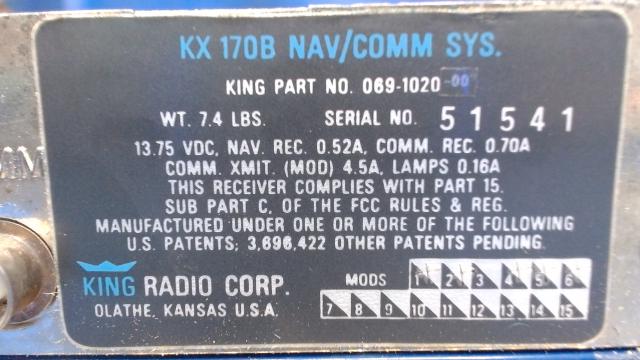 KX 170B NAV/COMM SYS.
KING PART NO. 069-1020-00
WT. 7.4 LBS. SERIAL NO. 51541
13.75 VDC, NAV. REC. 0.52A, COMM. REC. 0.70A
COMM. XMIT. (MOD) 4.5A, LAMPS 0.16A
THIS RECEIVER COMPLIES WITH PART 15.
SUB PART C, OF THE FCC RULES & REG.
MANUFACTURED UNDER ONE OR MORE OF THE FOLLOWING
U.S. PATENTS; 3,696,422 OTHER PATENTS PENDING.
KING RADIO CORP.
OLATHE, KANSAS U.S.A.
MODS 1 2 3 4 5 6
7 8 9 10 11 12 13 14 15